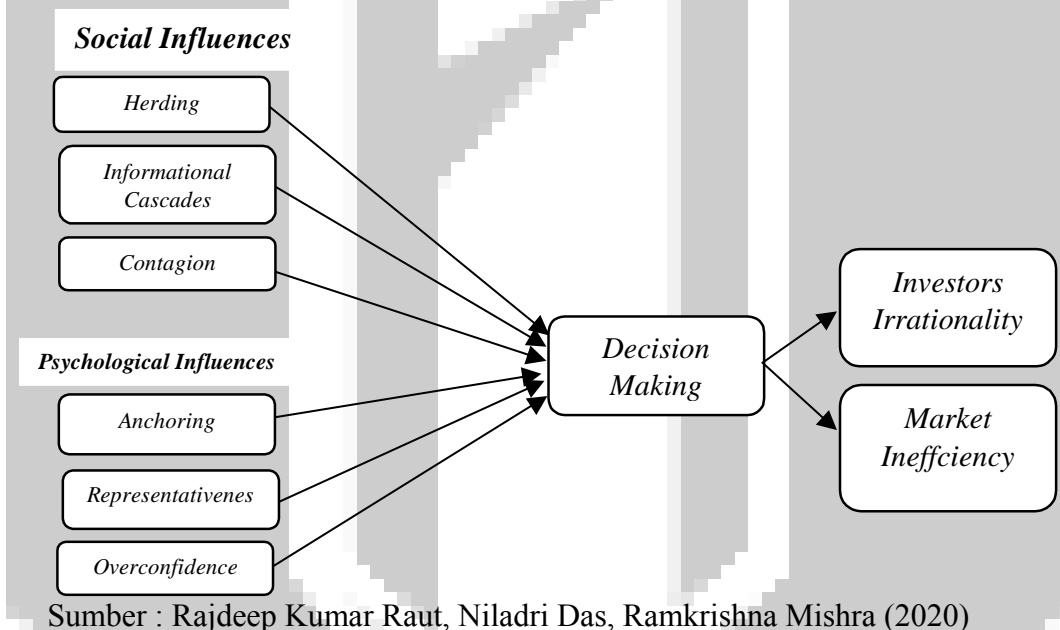 Social Influences
Herding
Informational
Cascades
Contagion
Psychological Influences
Anchoring
Representativenes
Overconfidence
Decision
Making
Investors
Irrationality
Market
Ineffciency
Sumber : Rajdeep Kumar Raut, Niladri Das, Ramkrishna Mishra (2020)